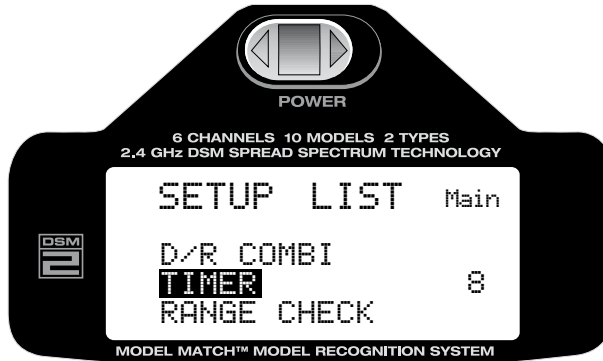 POWER
6 CHANNELS 10 MODELS 2 TYPES
2.4 GHz DSM SPREAD SPECTRUM TECHNOLOGY
SETUP LIST Main
DSM
2
D/R COMBI
TIMER 8
RANGE CHECK
MODEL MATCH™ MODEL RECOGNITION SYSTEM